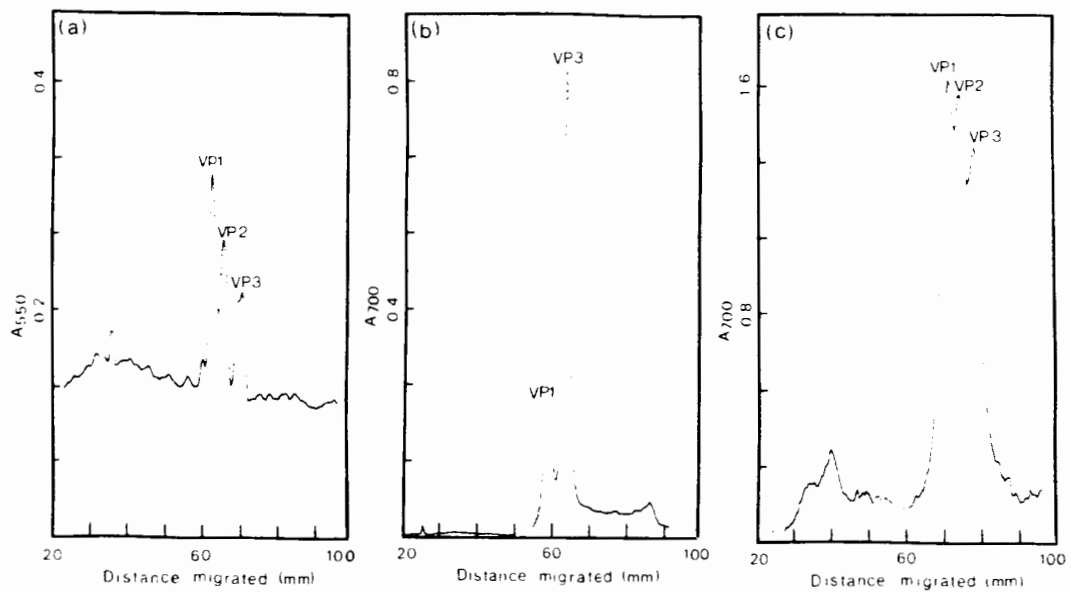 (a)
VP1
VP2
VP3
0.4
0.2
A550
20
60
100
Distance migrated (mm)
(b)
VP3
VP1
0.8
0.4
A700
20
60
100
Distance migrated (mm)
(c)
VP1
VP2
VP3
1.6
0.8
A700
20
60
100
Distance migrated (mm)